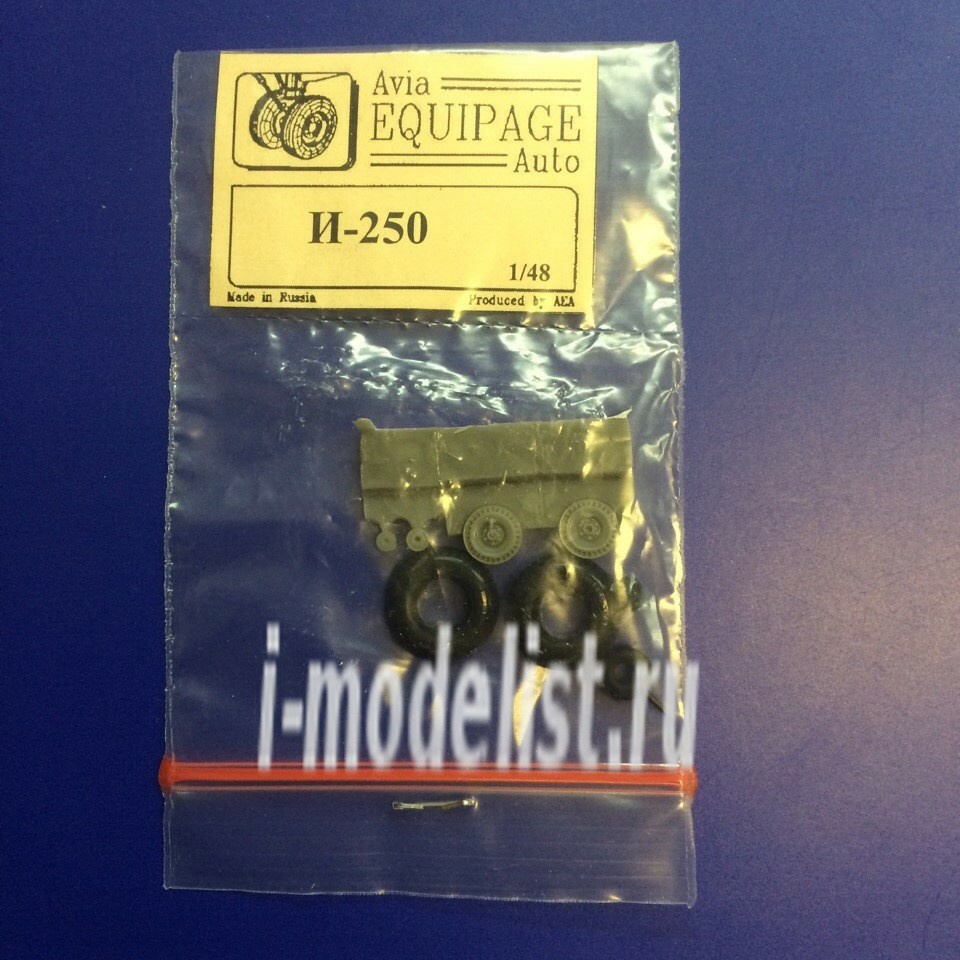 Avia
EQUIPAGE
Auto
И-250
1/48
Made in Russia
Produced by AEA
i-modelist.ru